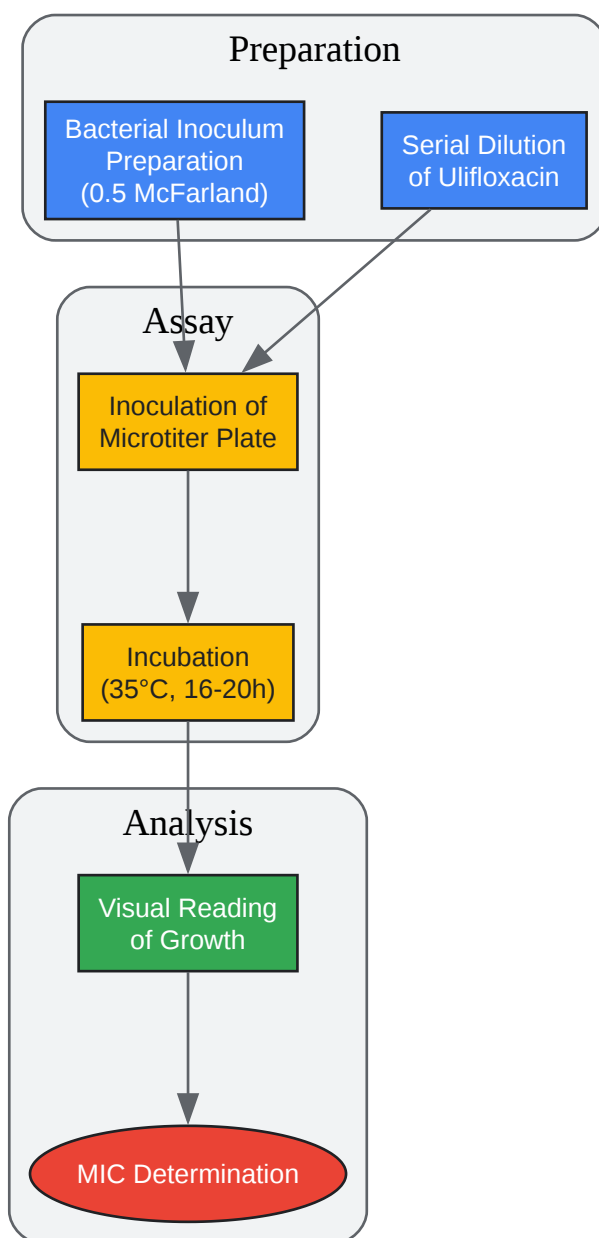 Preparation
Bacterial Inoculum
Preparation
(0.5 McFarland)
Serial Dilution
of Ulifloxacin
Assay
Inoculation of
Microtiter Plate
Incubation
(35°C, 16-20h)
Analysis
Visual Reading
of Growth
MIC Determination